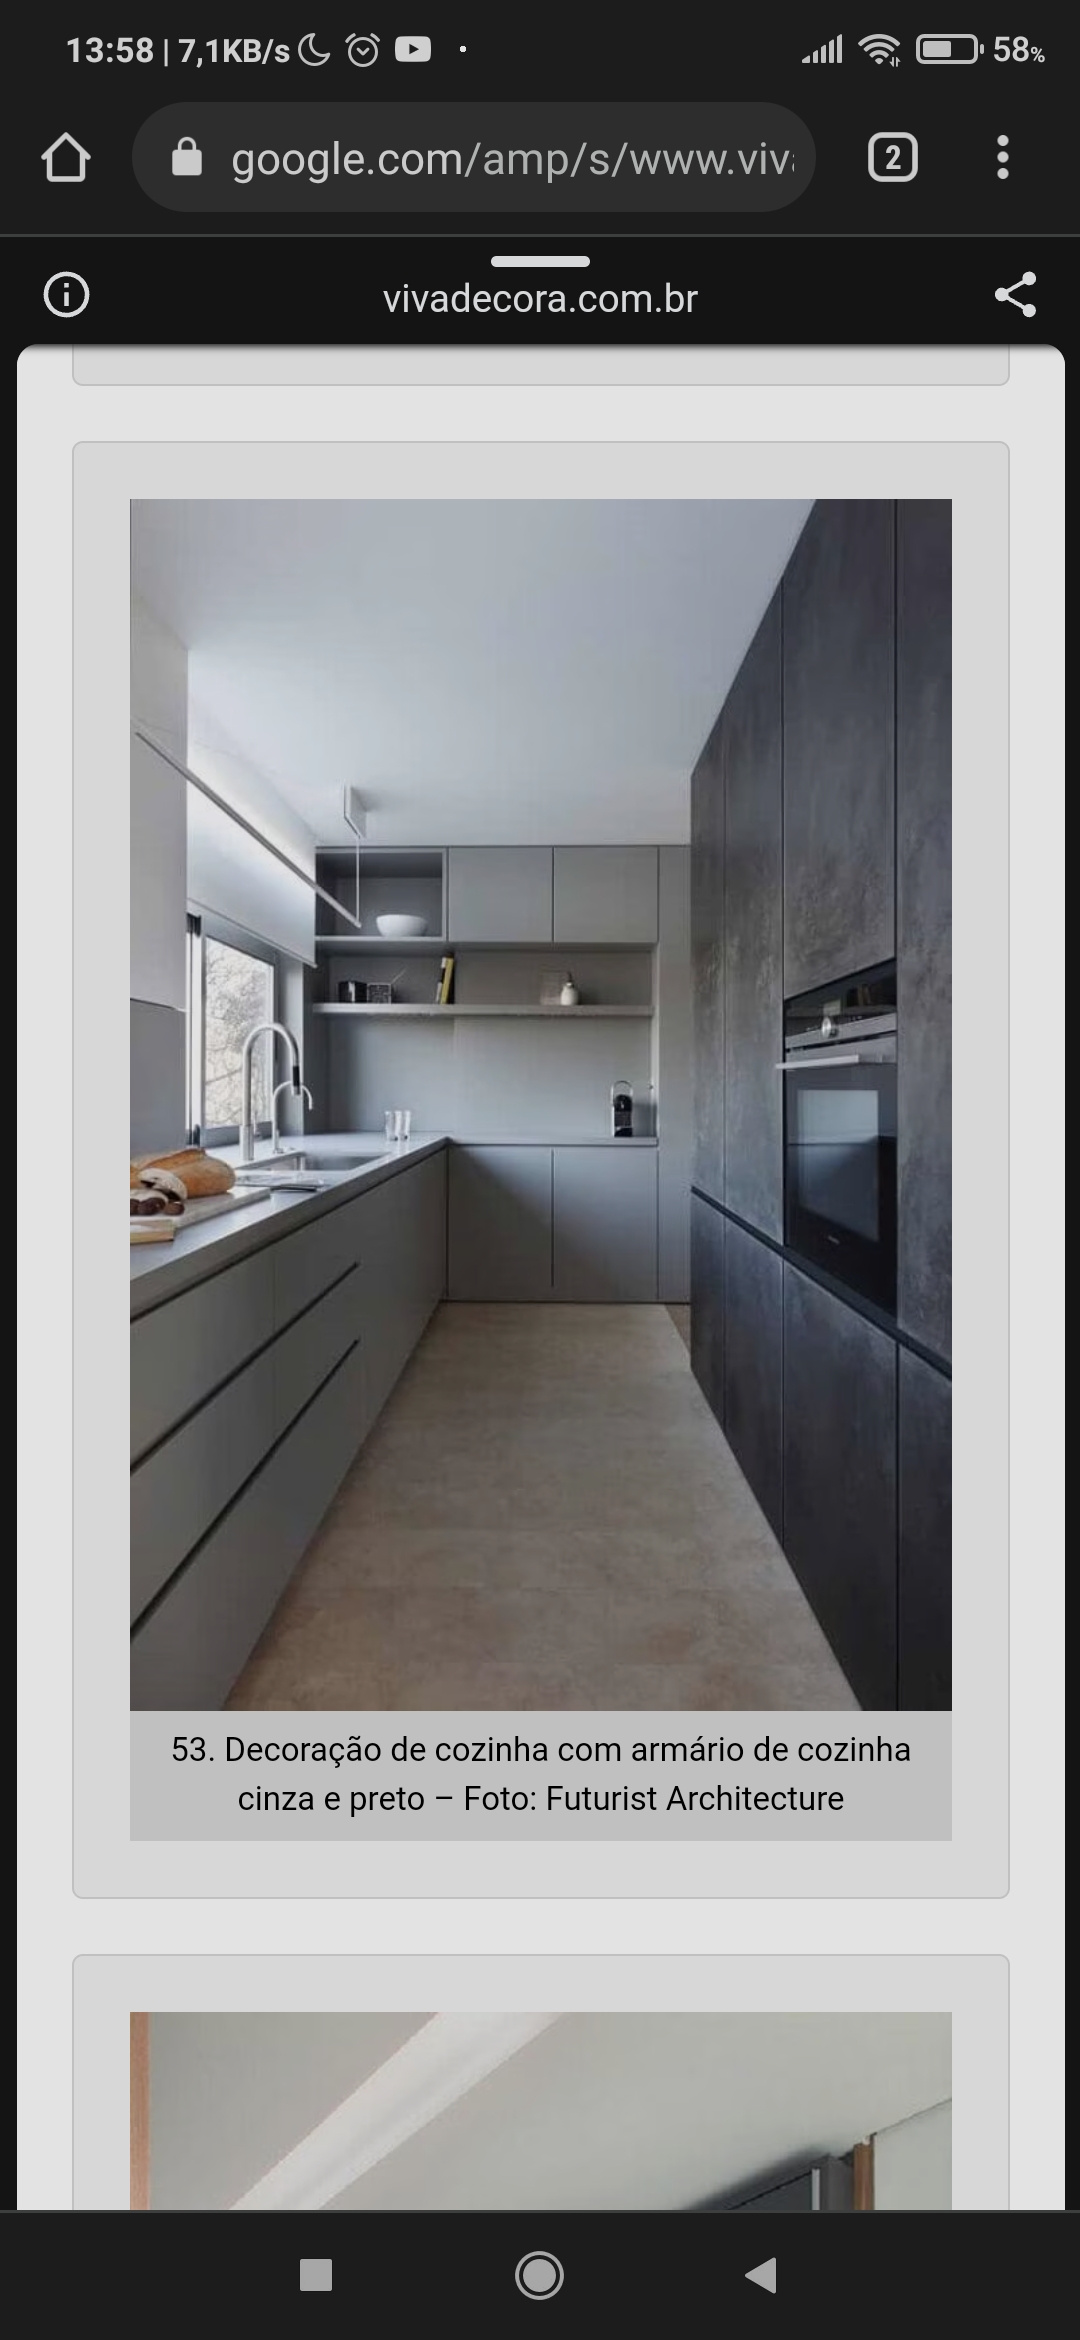 13:58 | 7,1KB/s
58%
google.com/amp/s/www.viv
2
vivadecora.com.br
53. Decoração de cozinha com armário de cozinha
cinza e preto – Foto: Futurist Architecture